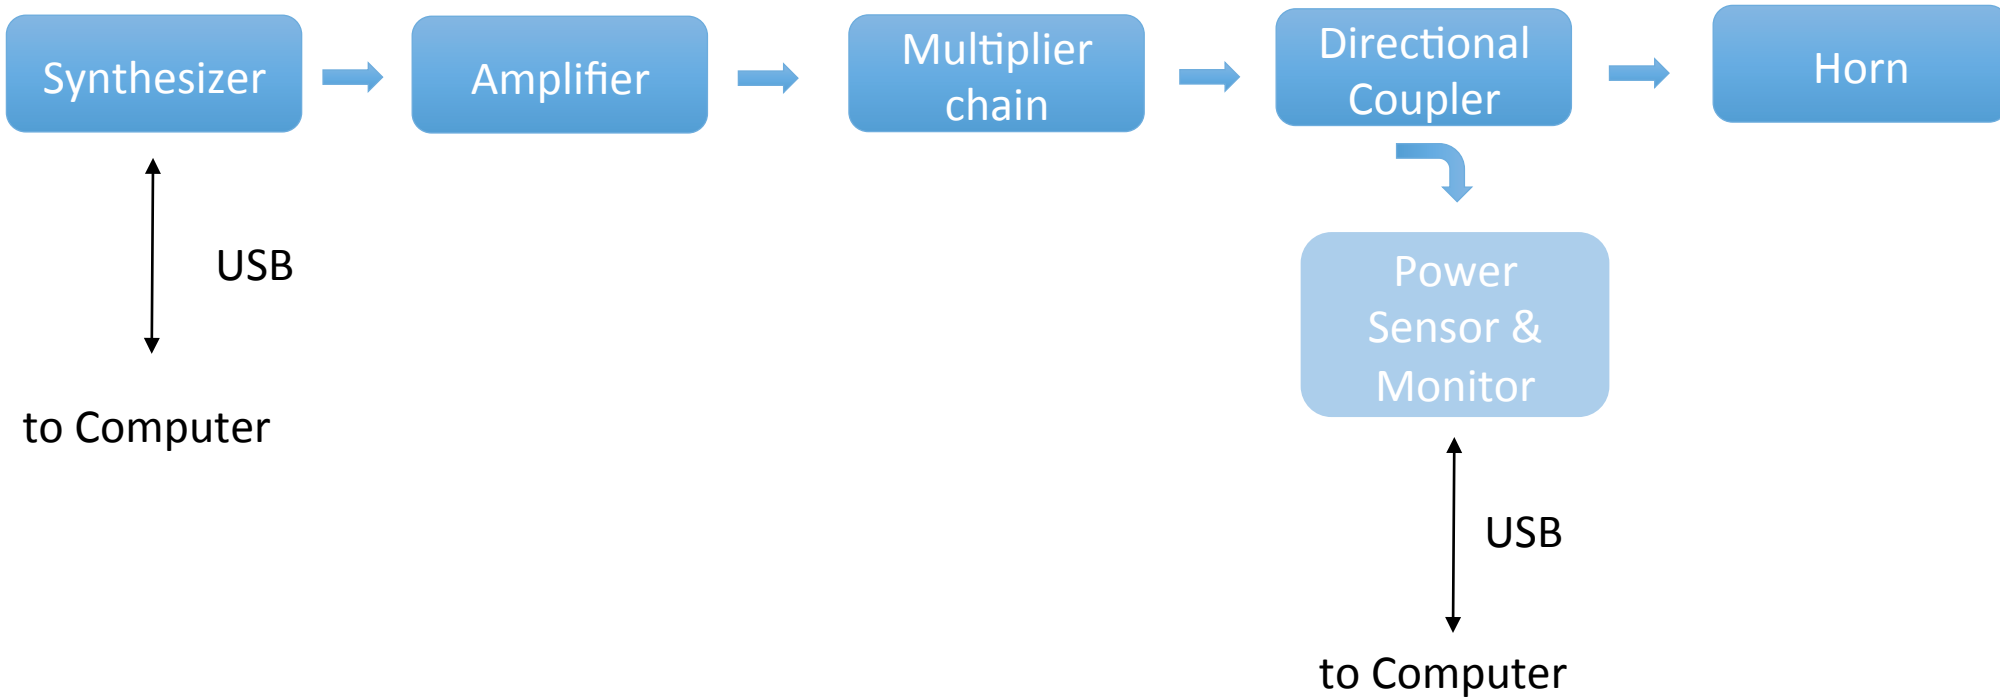 Synthesizer
Amplifier
Multiplier
chain
Directional
Coupler
Horn
USB
to Computer
Power
Sensor &
Monitor
USB
to Computer